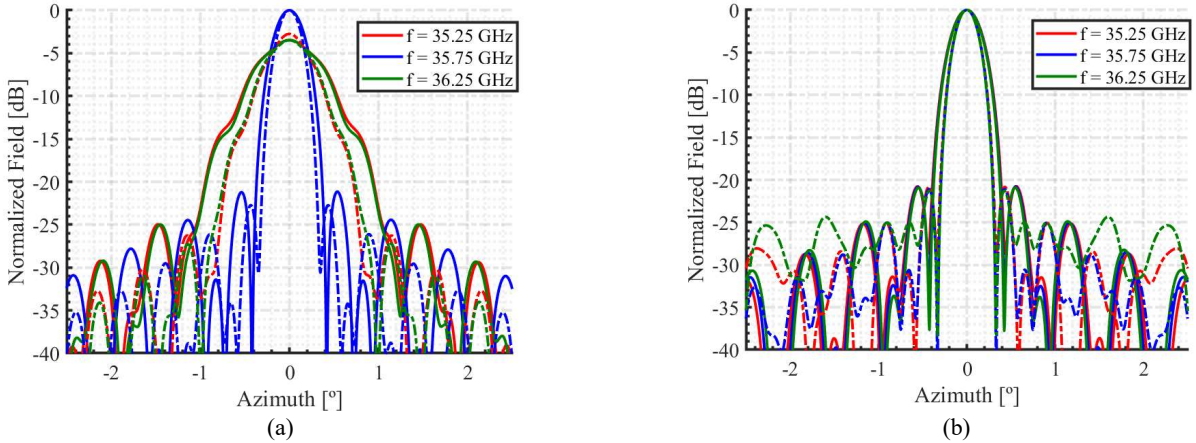 0
-5
-10
-15
-20
-25
-30
-35
-40
Normalized Field [dB]
f = 35.25 GHz
f = 35.75 GHz
f = 36.25 GHz
-2 -1 0 1 2
Azimuth [º]
(a)
0
-5
-10
-15
-20
-25
-30
-35
-40
Normalized Field [dB]
f = 35.25 GHz
f = 35.75 GHz
f = 36.25 GHz
-2 -1 0 1 2
Azimuth [º]
(b)